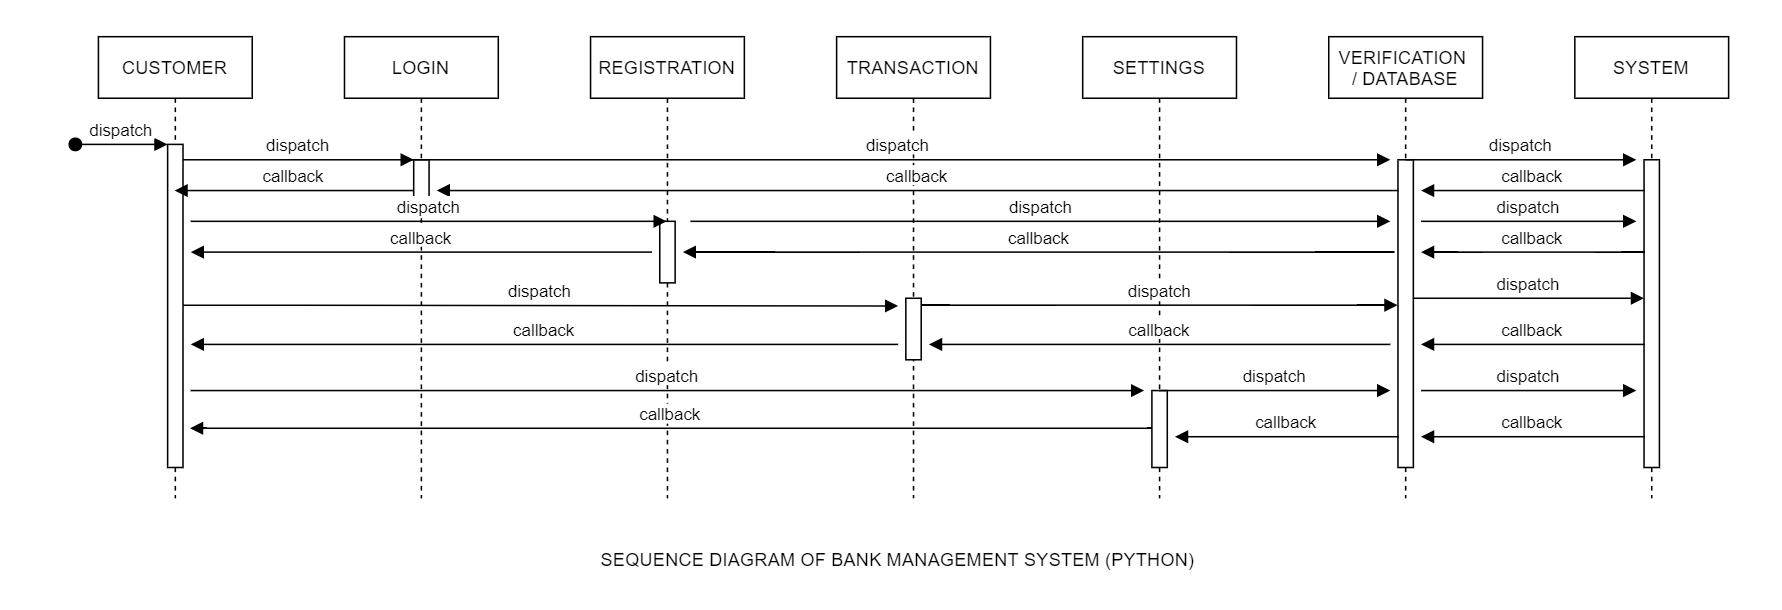 CUSTOMER
LOGIN
REGISTRATION
TRANSACTION
SETTINGS
VERIFICATION
/ DATABASE
SYSTEM
dispatch
dispatch
dispatch
dispatch
callback
callback
callback
dispatch
dispatch
dispatch
callback
callback
callback
dispatch
dispatch
dispatch
callback
callback
callback
dispatch
dispatch
dispatch
callback
callback
callback
SEQUENCE DIAGRAM OF BANK MANAGEMENT SYSTEM (PYTHON)